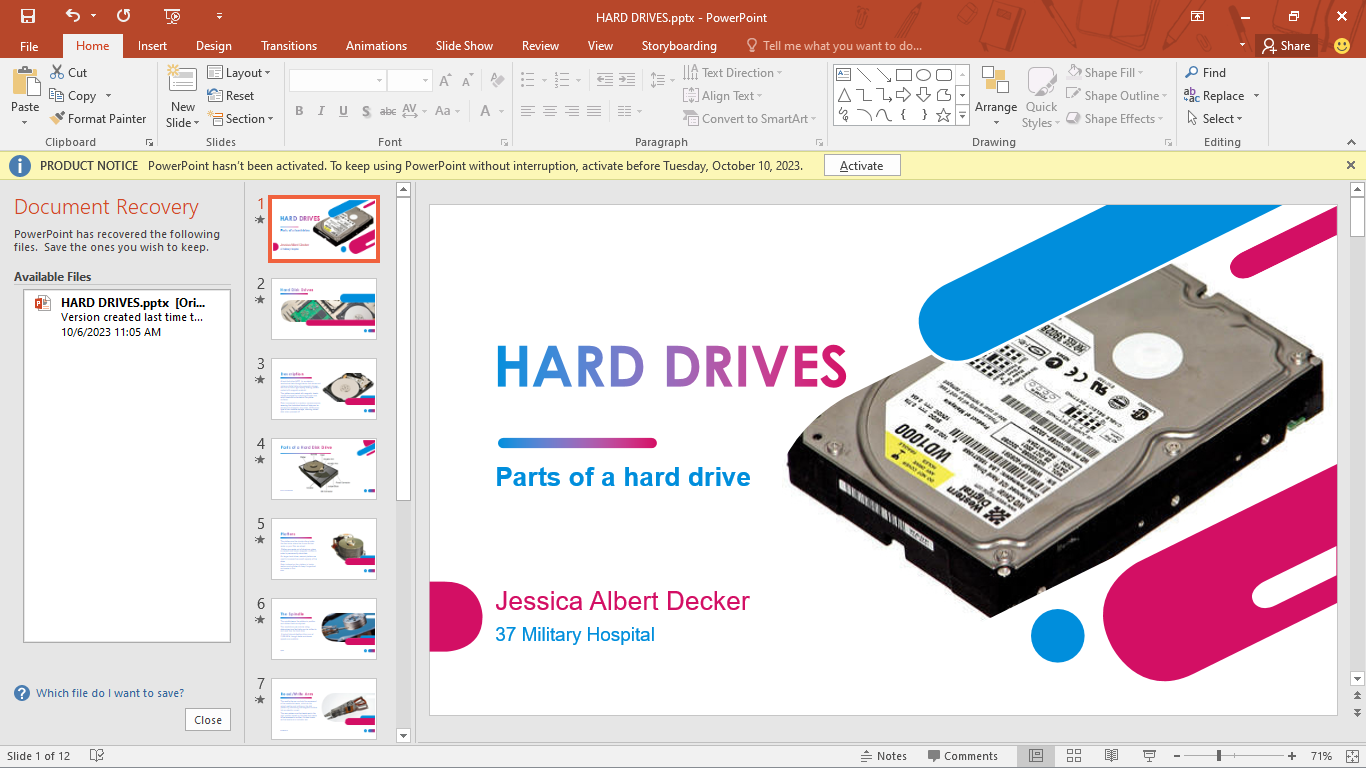 HARD DRIVES.pptx - PowerPoint
File Home Insert Design Transitions Animations Slide Show Review View Storyboarding Tell me what you want to do... Share
Paste
Cut
Copy
Format Painter
Clipboard
New
Slide
Layout
Reset
Section
Slides
B I U S abc AV Aa A
Font
Text Direction
Align Text
Convert to SmartArt
Paragraph
Arrange
Quick
Styles
Shape Fill
Shape Outline
Shape Effects
Drawing
Find
Replace
Select
Editing
PRODUCT NOTICE PowerPoint hasn't been activated. To keep using PowerPoint without interruption, activate before Tuesday, October 10, 2023. Activate
Document Recovery
PowerPoint has recovered the following
files. Save the ones you wish to keep.
Available Files
HARD DRIVES.pptx [Ori...
Version created last time t...
10/6/2023 11:05 AM
Which file do I want to save?
Close
1
HARD DRIVES
2
Hard Disk Drives
3
4
Parts of a Hard Disk Drive
5
6
The Spindle
7
HARD DRIVES
Parts of a hard drive
Jessica Albert Decker
37 Military Hospital
WD1000
Western
Digital
Slide 1 of 12
Notes Comments 71%